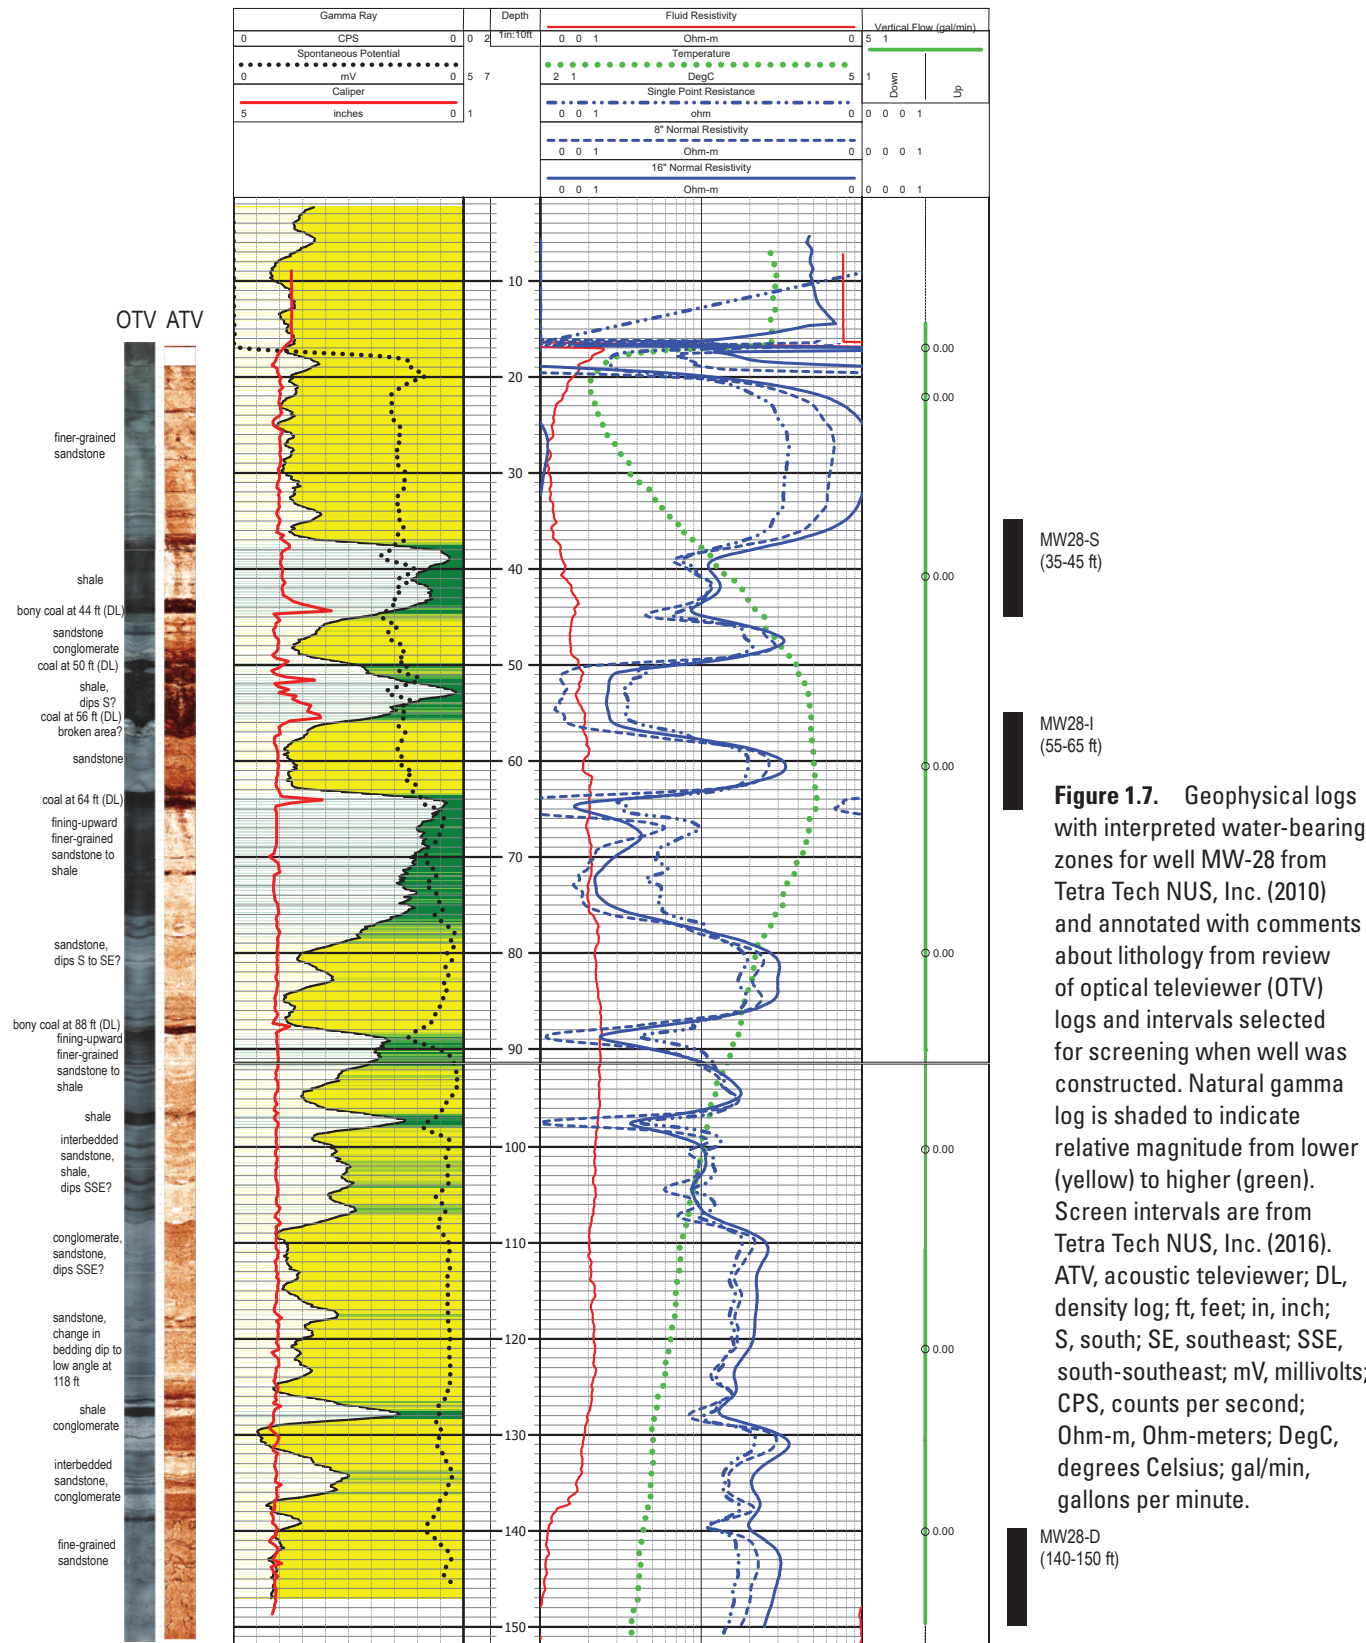 Gamma Ray
0 CPS 0 0 2
Spontaneous Potential
0 mV 0 5 7
Caliper
5 inches 0 1
Depth
1in:10ft
Fluid Resistivity
0 0 1 Ohm-m 0 5 1
Temperature
2 1 DegC 5 1
Single Point Resistance
0 0 1 ohm 0 0 0 0 1
8" Normal Resistivity
0 0 1 Ohm-m 0 0 0 0 1
16" Normal Resistivity
0 0 1 Ohm-m 0 0 0 0 1
Vertical Flow (gal/min)
Down
Up
OTV ATV
10
20
30
40
50
60
70
80
90
100
110
120
130
140
150
finer-grained
sandstone
shale
bony coal at 44 ft (DL)
sandstone
conglomerate
coal at 50 ft (DL)
shale,
dips S?
coal at 56 ft (DL)
broken area?
sandstone
coal at 64 ft (DL)
fining-upward
finer-grained
sandstone to
shale
sandstone,
dips S to SE?
bony coal at 88 ft (DL)
fining-upward
finer-grained
sandstone to
shale
shale
interbedded
sandstone,
shale,
dips SSE?
conglomerate,
sandstone,
dips SSE?
sandstone,
change in
bedding dip to
low angle at
118 ft
shale
conglomerate
interbedded
sandstone,
conglomerate
fine-grained
sandstone
0.00
0.00
0.00
0.00
0.00
0.00
0.00
0.00
MW28-S
(35-45 ft)
MW28-I
(55-65 ft)
Figure 1.7. Geophysical logs
with interpreted water-bearing
zones for well MW-28 from
Tetra Tech NUS, Inc. (2010)
and annotated with comments
about lithology from review
of optical televiewer (OTV)
logs and intervals selected
for screening when well was
constructed. Natural gamma
log is shaded to indicate
relative magnitude from lower
(yellow) to higher (green).
Screen intervals are from
Tetra Tech NUS, Inc. (2016).
ATV, acoustic televiewer; DL,
density log; ft, feet; in, inch;
S, south; SE, southeast; SSE,
south-southeast; mV, millivolts;
CPS, counts per second;
Ohm-m, Ohm-meters; DegC,
degrees Celsius; gal/min,
gallons per minute.
MW28-D
(140-150 ft)